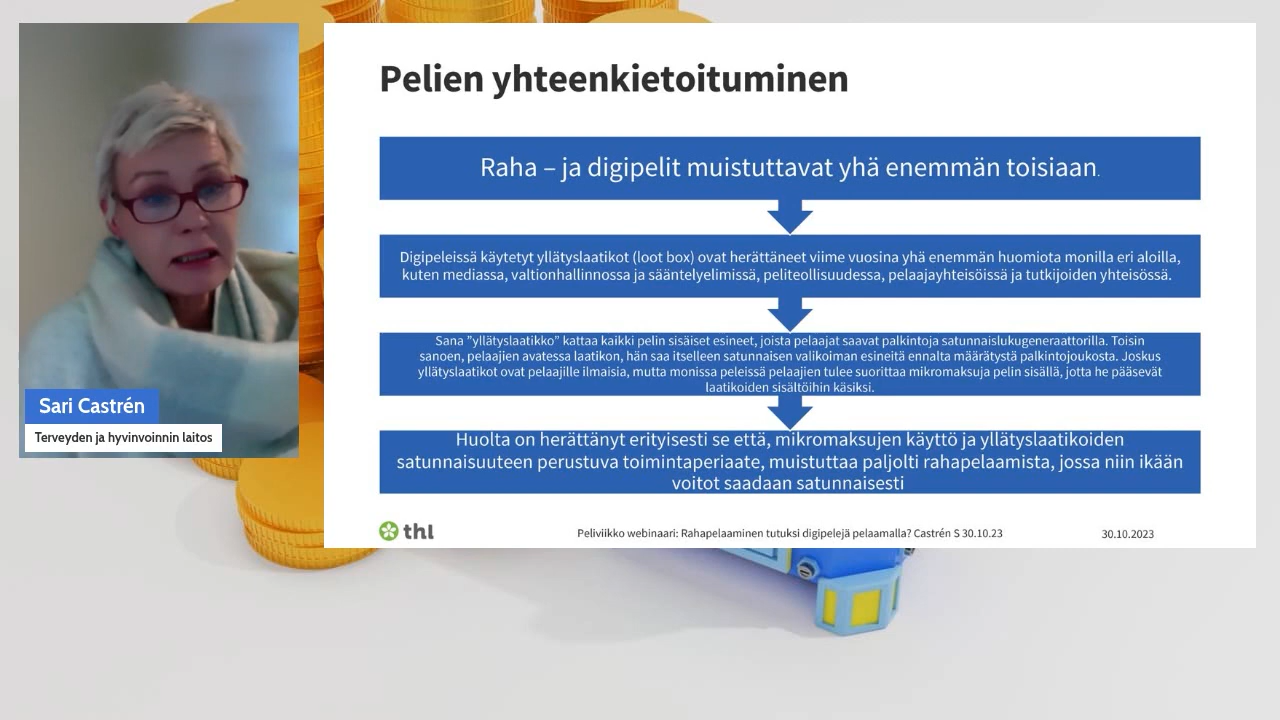 Pelien yhteenkietoituminen
Raha – ja digipelit muistuttavat yhä enemmän toisiaan.
Digipeleissä käytetyt yllätyslaatikot (loot box) ovat herättäneet viime vuosina yhä enemmän huomiota monilla eri aloilla,
kuten mediassa, valtionhallinnossa ja sääntelyelimissä, peliteollisuudessa, pelaajayhteisöissä ja tutkijoiden yhteisössä.
Sana ”yllätyslaatikko” kattaa kaikki pelin sisäiset esineet, joista pelaajat saavat palkintoja satunnaislukugeneraattorilla. Toisin
sanoen, pelaajien avatessa laatikon, hän saa itselleen satunnaisen valikoiman esineitä ennalta määrätystä palkintojoukosta. Joskus
yllätyslaatikot ovat pelaajille ilmaisia, mutta monissa peleissä pelaajien tulee suorittaa mikromaksuja pelin sisällä, jotta he pääsevät
laatikoiden sisältöihin käsiksi.
Huolta on herättänyt erityisesti se että, mikromaksujen käyttö ja yllätyslaatikoiden
satunnaisuuteen perustuva toimintaperiaate, muistuttaa paljolti rahapelaamista, jossa niin ikään
voitot saadaan satunnaisesti
thl
Peliviikko webinaari: Rahapelaaminen tutuksi digipelejä pelaamalla? Castrén S 30.10.23
30.10.2023
Sari Castrén
Terveyden ja hyvinvoinnin laitos